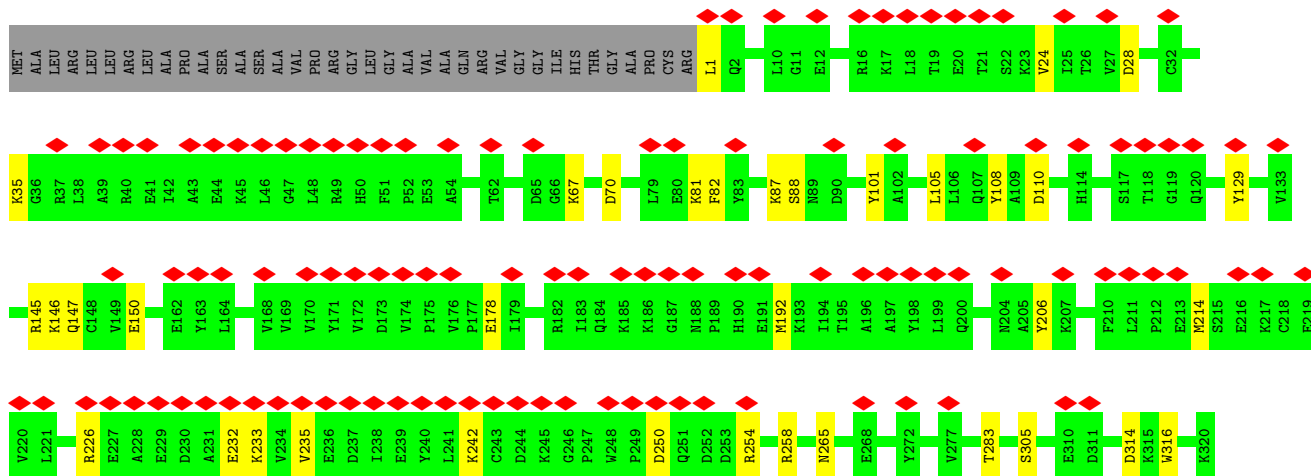 MET ALA LEU ARG LEU LEU ARG LEU ALA PRO ALA SER ALA SER ALA VAL PRO ARG GLY LEU GLY ALA VAL ALA GLN ARG VAL GLY GLY ILE HIS THR GLY ALA PRO CYS ARG L1 Q2 L10 G11 E12 R16 K17 L18 T19 E20 T21 S22 K23 V24 I25 T26 V27 D28 C32
K35 G36 R37 L38 A39 R40 E41 I42 A43 E44 K45 L46 G47 L48 R49 H50 F51 P52 E53 A54 T62 D65 G66 K67 D70 L79 E80 K81 F82 Y83 K87 S88 N89 D90 Y101 A102 L105 L106 Q107 Y108 A109 D110 H114 S117 T118 G119 Q120 Y129 V133
R145 K146 Q147 C148 V149 E150 E162 Y163 L164 V168 V169 V170 Y171 V172 D173 V174 P175 V176 P177 E178 I179 R182 I183 Q184 K185 K186 G187 N188 P189 H190 E191 M192 K193 I194 T195 A196 A197 Y198 L199 Q200 N204 A205 Y206 K207 F210 L211 P212 E213 M214 S215 E216 K217 C218 E219
V220 L221 R226 E227 A228 E229 D230 A231 E232 K233 V234 V235 E236 D237 I238 E239 Y240 L241 K242 C243 D244 K245 G246 P247 W248 P249 D250 Q251 D252 D253 R254 R258 N265 E268 Y272 V277 T283 S305 E310 D311 D314 K315 W316 K320